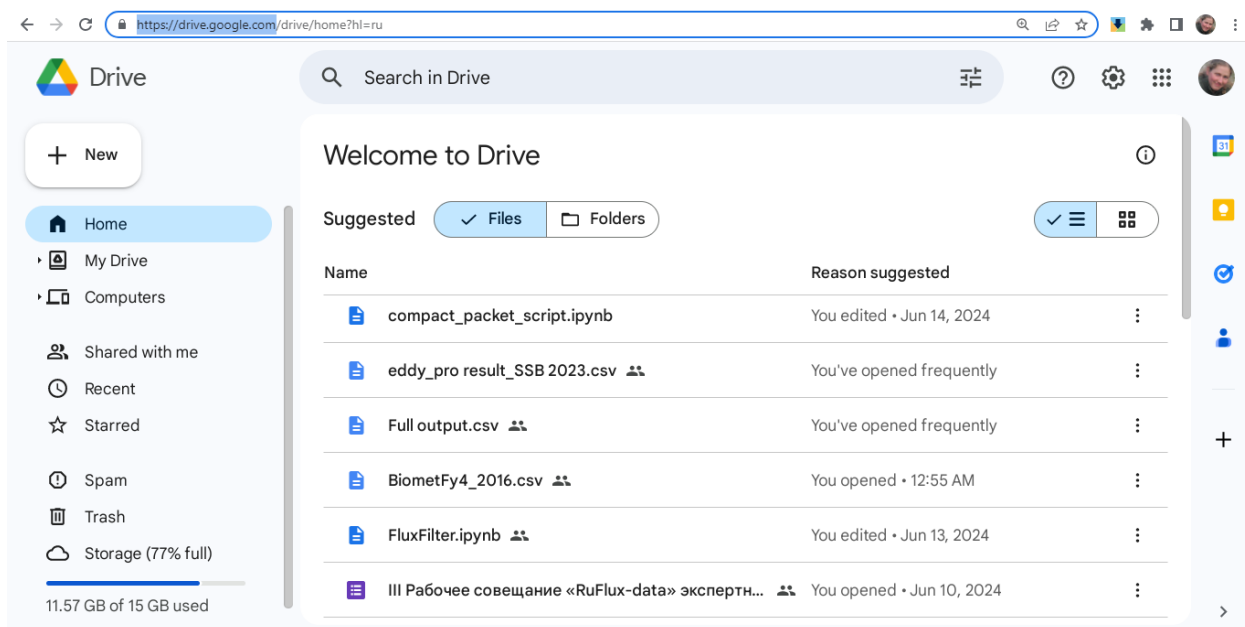 https://drive.google.com/drive/home?hl=ru
Drive
Search in Drive
New
Home
My Drive
Computers
Shared with me
Recent
Starred
Spam
Trash
Storage (77% full)
11.57 GB of 15 GB used
Welcome to Drive
Suggested Files Folders
Name Reason suggested
compact_packet_script.ipynb You edited • Jun 14, 2024
eddy_pro result_SSB 2023.csv You've opened frequently
Full output.csv You've opened frequently
BiometFy4_2016.csv You opened • 12:55 AM
FluxFilter.ipynb You edited • Jun 13, 2024
III Рабочее совещание «RuFlux-data» экспертн... You opened • Jun 10, 2024
31